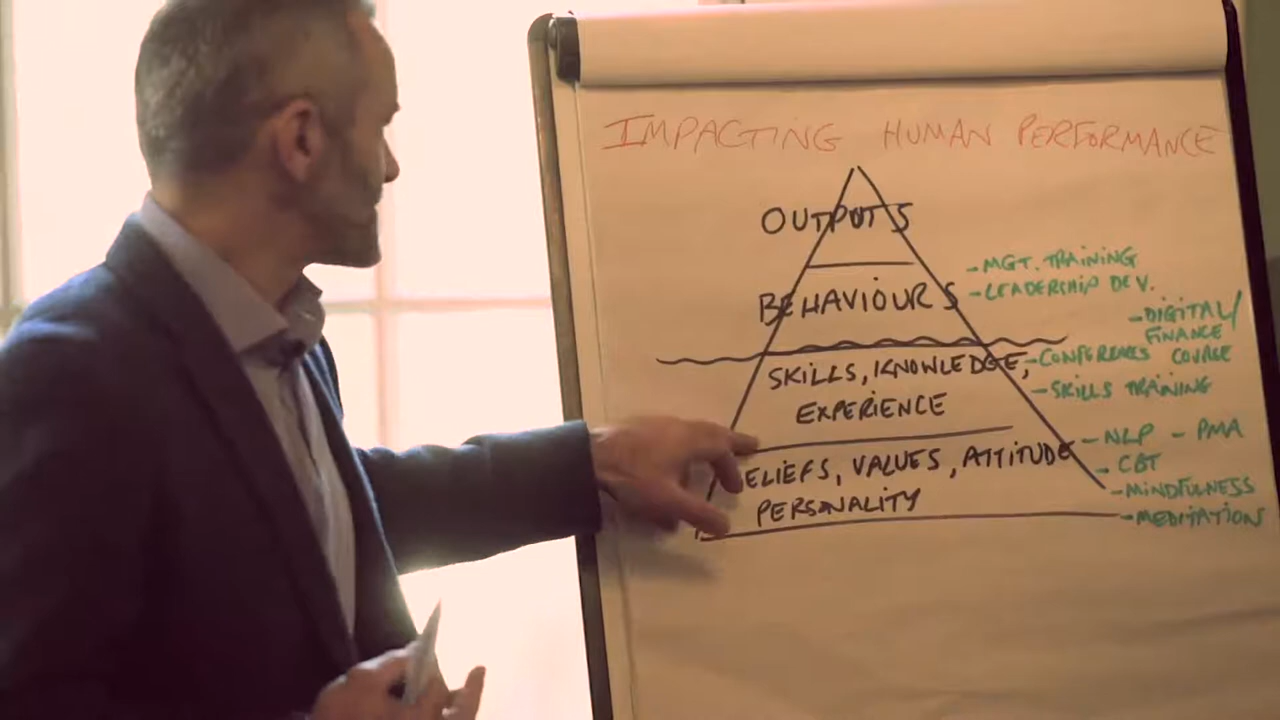 IMPACTING HUMAN PERFORMANCE
OUTPUTS
BEHAVIOURS
- MGT. TRAINING
- LEADERSHIP DEV.
- DIGITAL/
FINANCE
SKILLS, KNOWLEDGE,
EXPERIENCE
- CONFERENCES COURSE
- SKILLS TRAINING
ELIEFS, VALUES, ATTITUDE
PERSONALITY
- NLP - PMA
- CBT
- MINDFULNESS
- MEDITATION